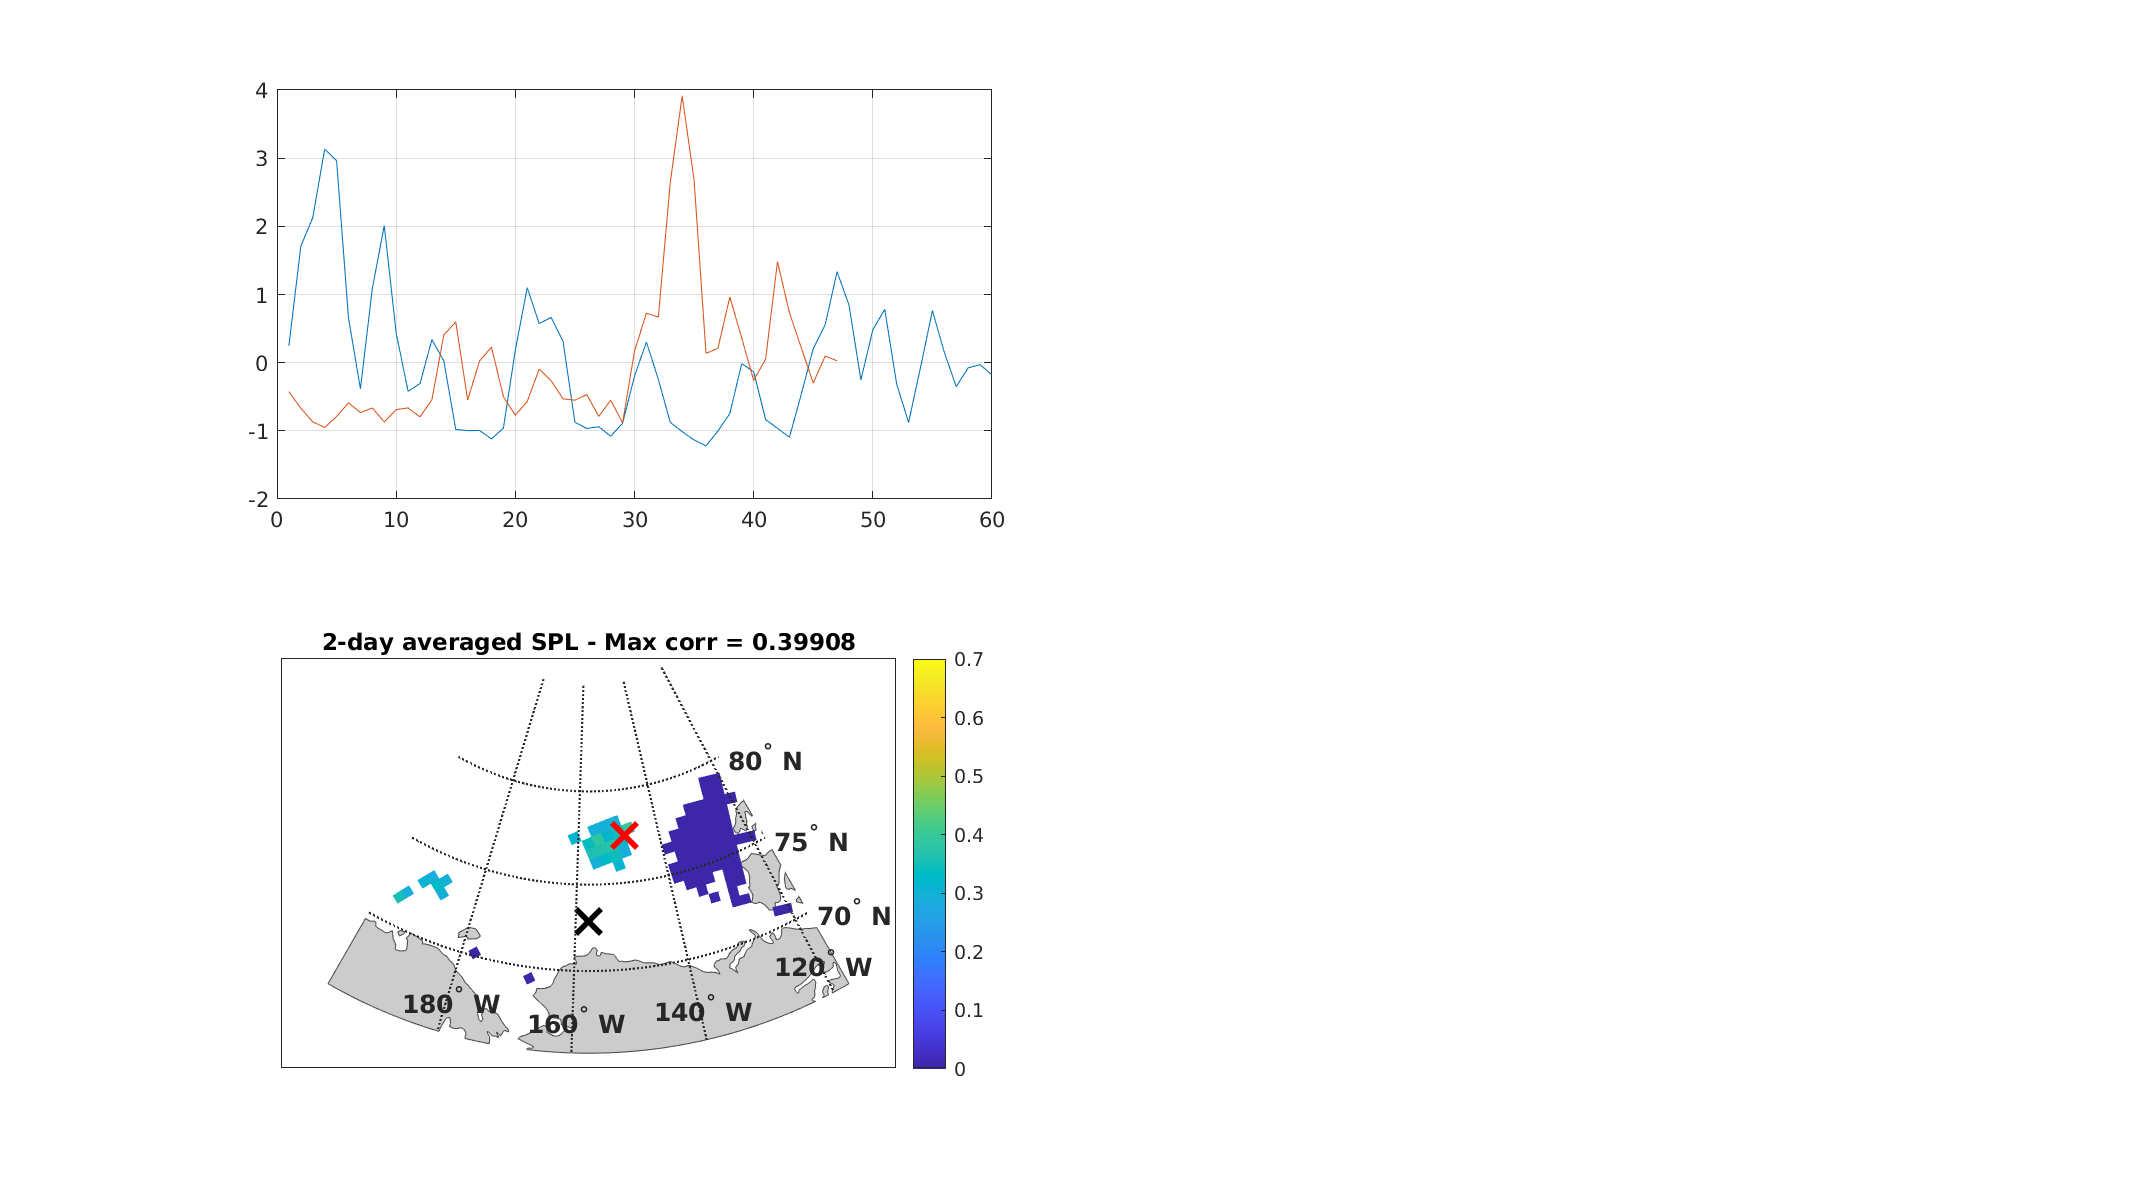 4
3
2
1
0
-1
-2
0 10 20 30 40 50 60
2-day averaged SPL - Max corr = 0.39908
0.7
0.6
0.5
0.4
0.3
0.2
0.1
0
80° N
75° N
70° N
120° W
180° W
160° W
140° W